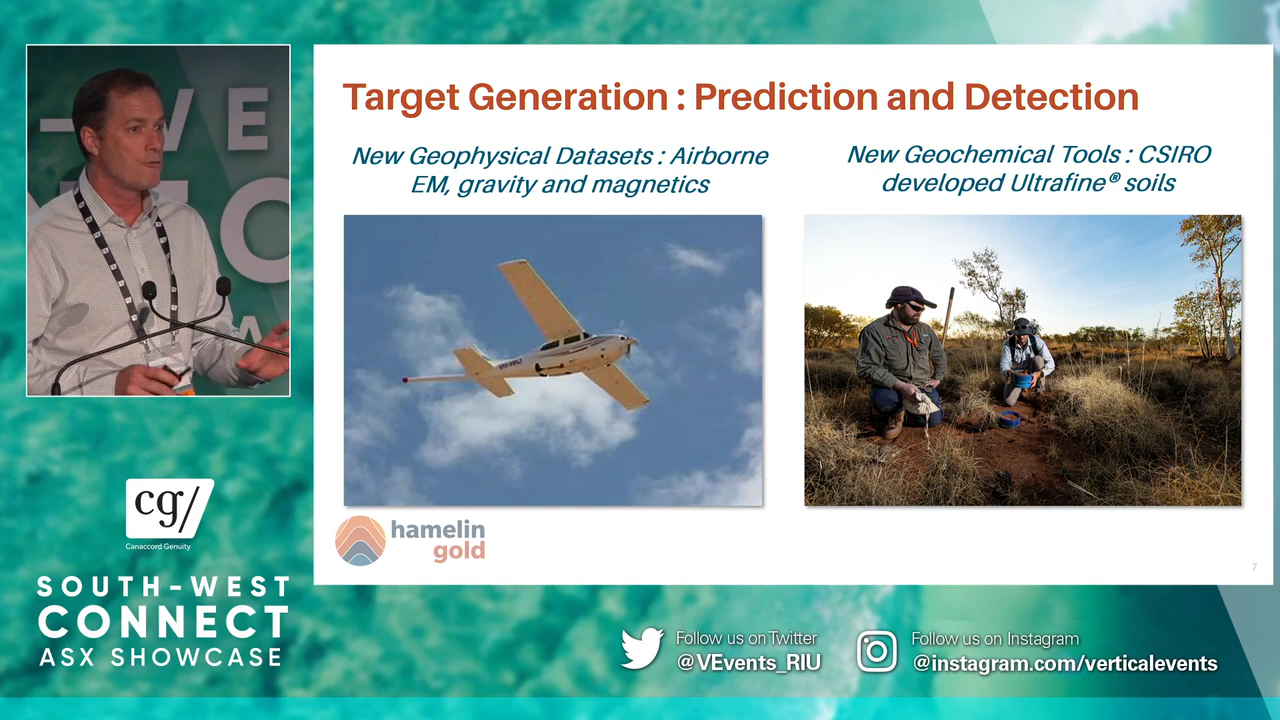 Target Generation : Prediction and Detection
New Geophysical Datasets : Airborne
EM, gravity and magnetics
New Geochemical Tools : CSIRO
developed Ultrafine® soils
hamelin
gold
7
cg/
Canaccord Genuity
SOUTH-WEST
CONNECT
ASX SHOWCASE
Follow us on Twitter
@VEvents_RIU
Follow us on Instagram
@instagram.com/verticalevents